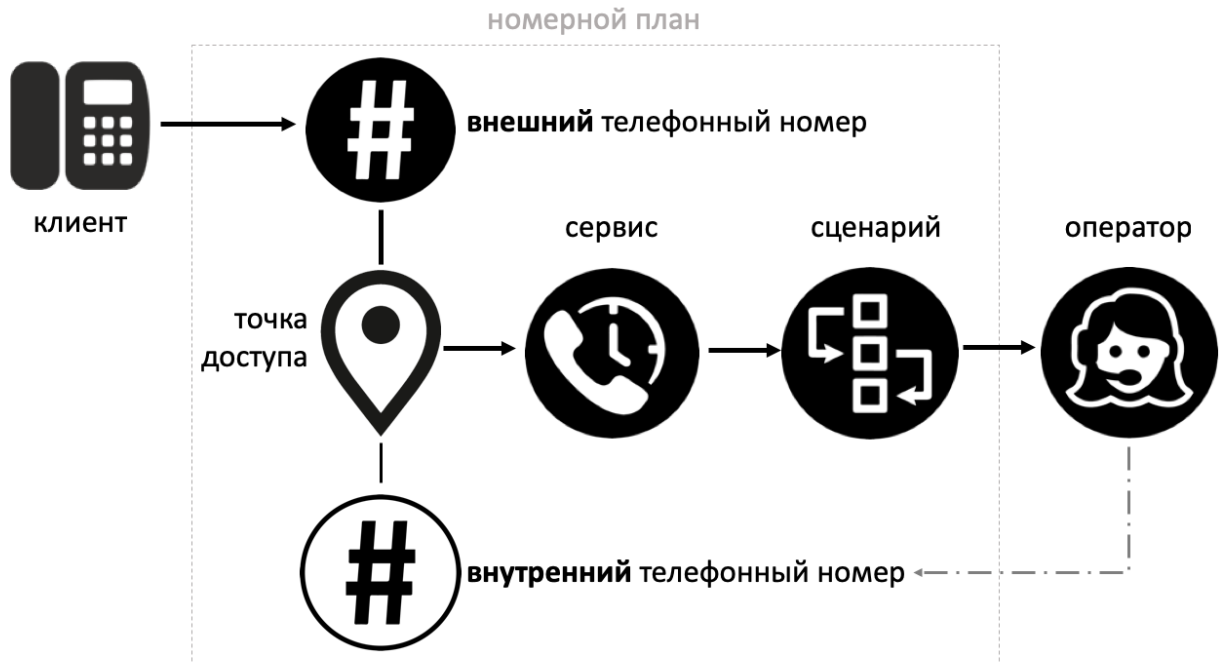 номерной план
внешний телефонный номер
клиент
сервис
сценарий
оператор
точка
доступа
внутренний телефонный номер